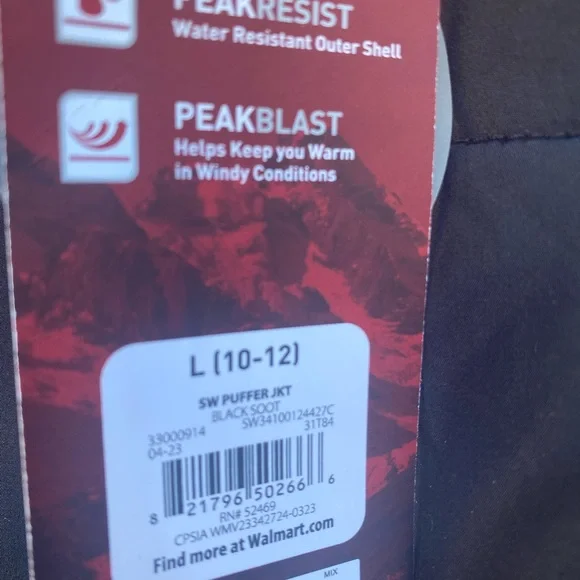 PEAKRESIST
Water Resistant Outer Shell
PEAKBLAST
Helps Keep you Warm
in Windy Conditions
L (10-12)
SW PUFFER JKT
BLACK SOOT
33000914 SW34100124427C
04-23 31T84
8 21796 50266 6
RN# 52469
CPSIA WMV23342724-0323
Find more at Walmart.com
MIX